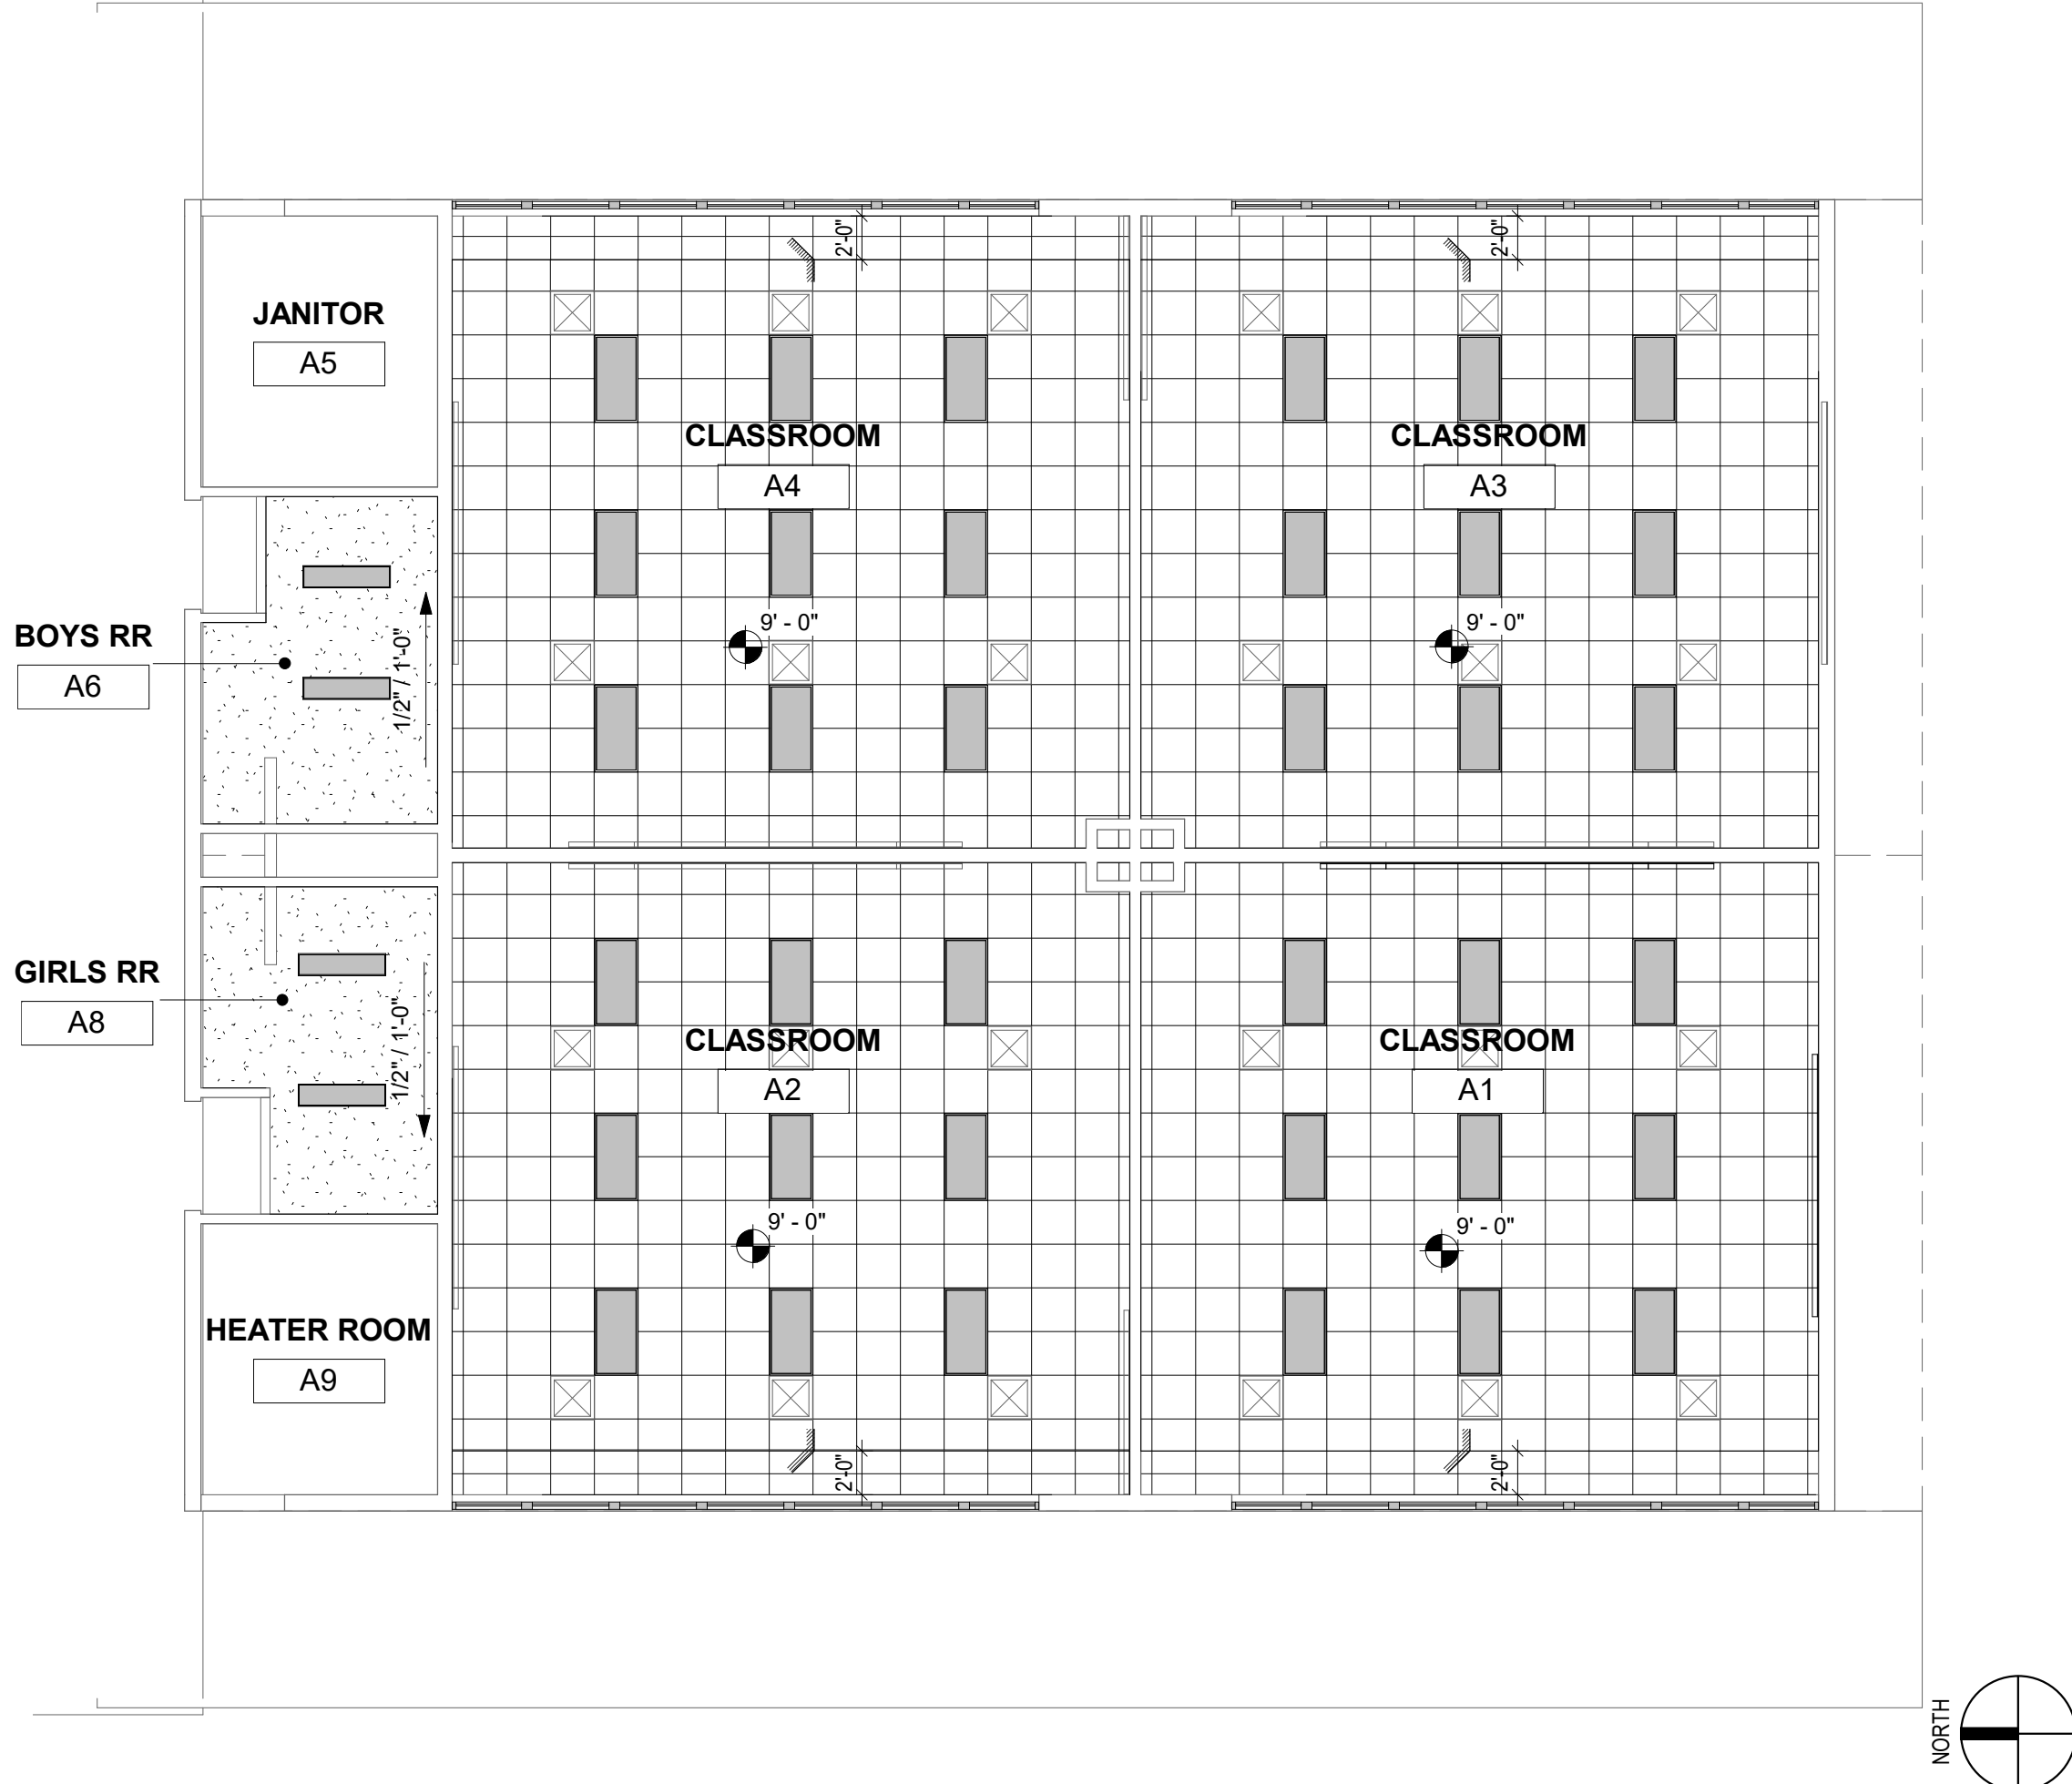 2'-0"
2'-0"
JANITOR
A5
CLASSROOM
A4
CLASSROOM
A3
BOYS RR
A6
1/2" / 1'-0"
9' - 0"
9' - 0"
GIRLS RR
A8
1/2" / 1'-0"
CLASSROOM
A2
CLASSROOM
A1
9' - 0"
9' - 0"
HEATER ROOM
A9
2'-0"
2'-0"
NORTH